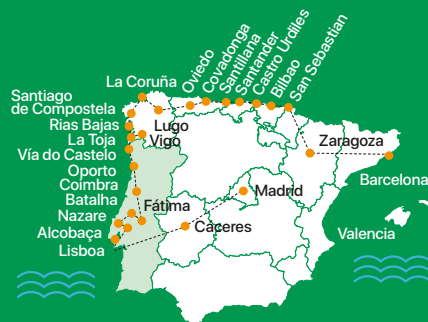 La Coruña
Oviedo
Covadonga
Santillana
Santander
Castro Urdiles
Bilbao
San Sebastian
Santiago
de Compostela
Rias Bajas
Lugo
La Toja
Vigo
Vía do Castelo
Oporto
Coimbra
Batalha
Fátima
Nazare
Alcobaça
Lisboa
Caceres
Madrid
Zaragoza
Barcelona
Valencia